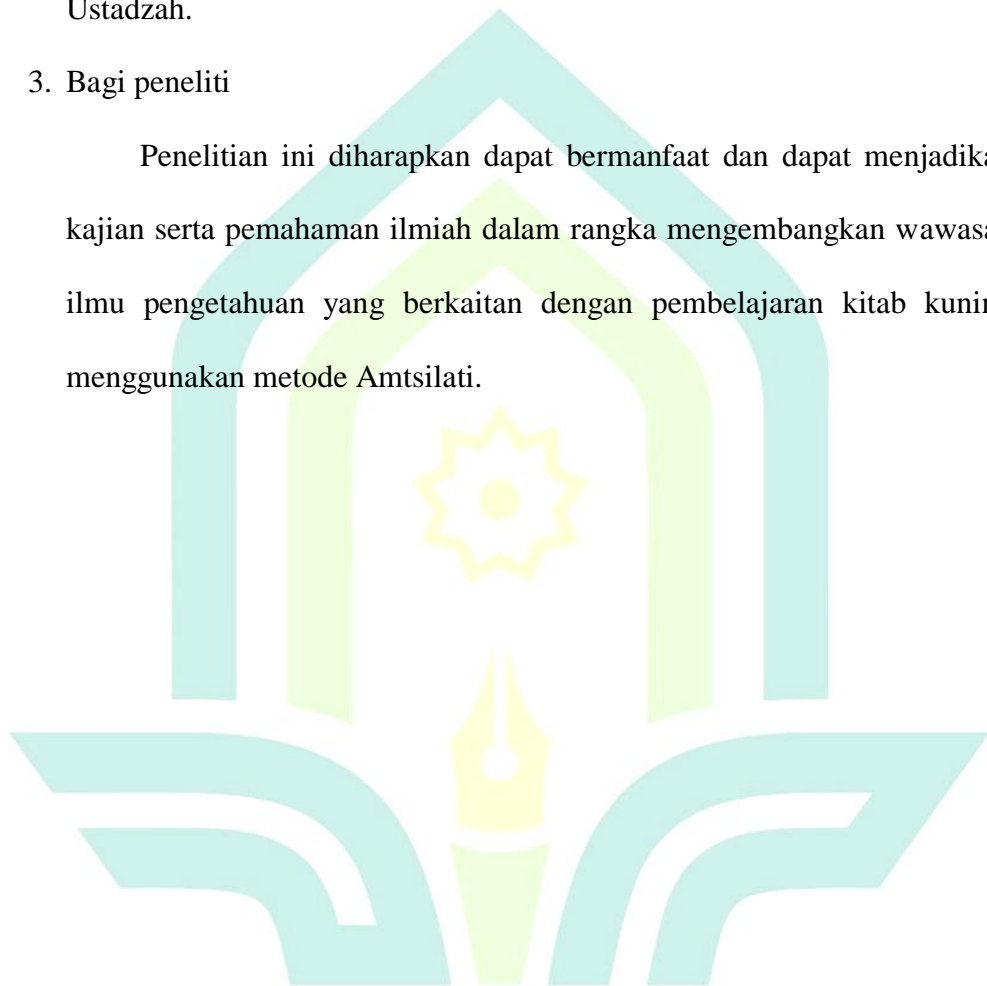 Ustadzah.
3. Bagi peneliti
Penelitian ini diharapkan dapat bermanfaat dan dapat menjadika
kajian serta pemahaman ilmiah dalam rangka mengembangkan wawasa
ilmu pengetahuan yang berkaitan dengan pembelajaran kitab kunin
menggunakan metode Amtsilati.